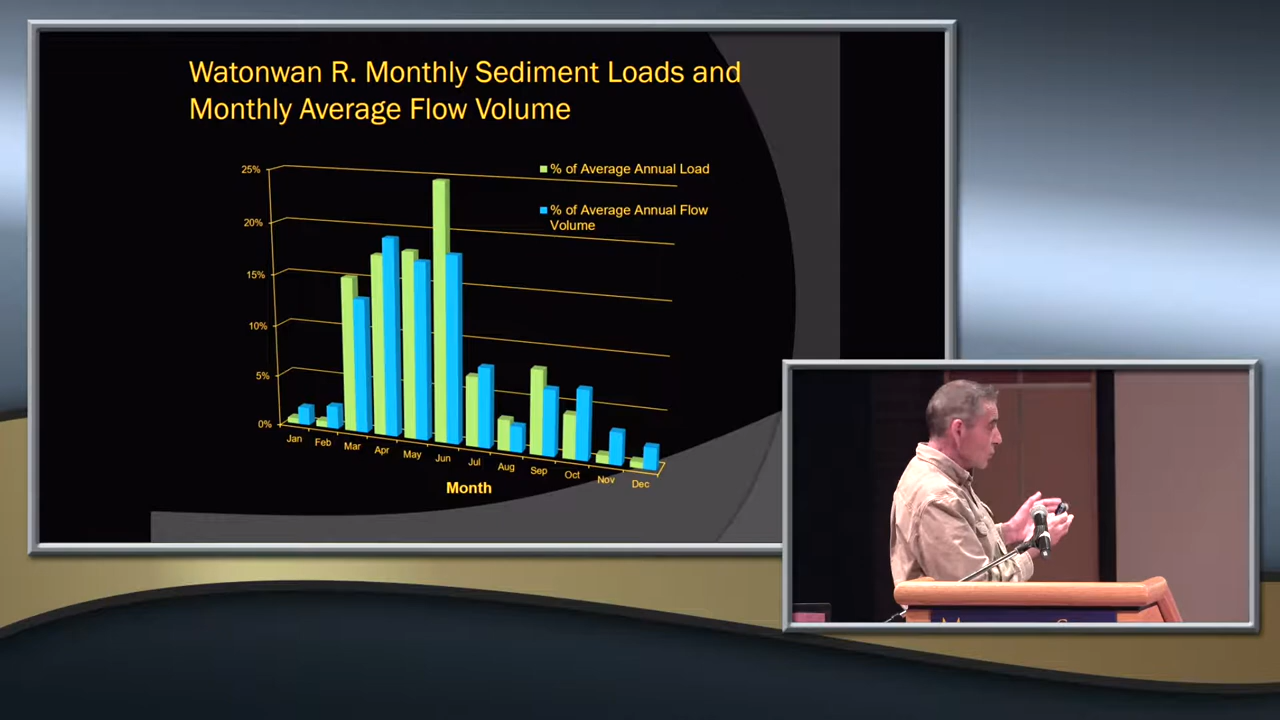 Watonwan R. Monthly Sediment Loads and
Monthly Average Flow Volume
25%
20%
15%
10%
5%
0%
% of Average Annual Load
% of Average Annual Flow
Volume
Jan
Feb
Mar
Apr
May
Jun
Jul
Aug
Sep
Oct
Nov
Dec
Month